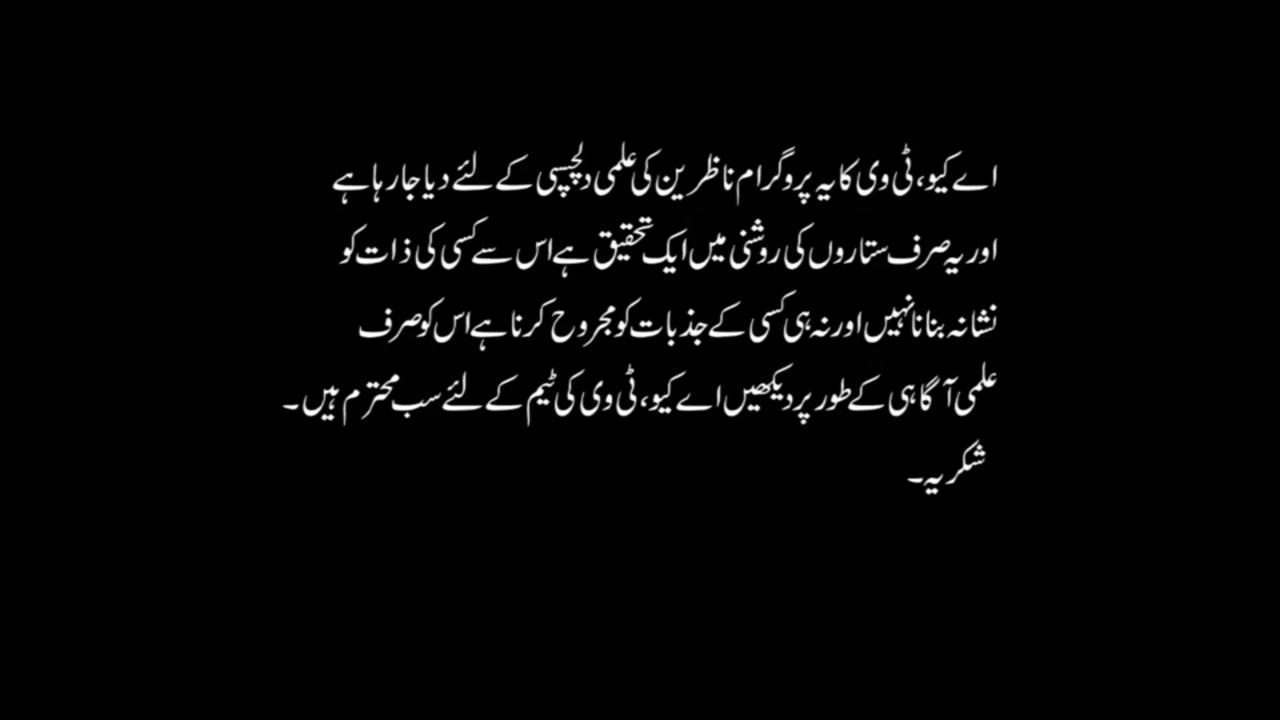 اے کیو، ٹی وی کا یہ پروگرام ناظرین کی علمی دلچسپی کے لئے دیا جا رہا ہے
اور یہ صرف ستاروں کی روشنی میں ایک تحقیق ہے اس سے کسی کی ذات کو
نشانہ بنانا نہیں اور نہ ہی کسی کے جذبات کو مجروح کرنا ہے اس کو صرف
علمی آگاہی کے طور پر دیکھیں اے کیو، ٹی وی کی ٹیم کے لئے سب محترم ہیں۔
شکریہ۔